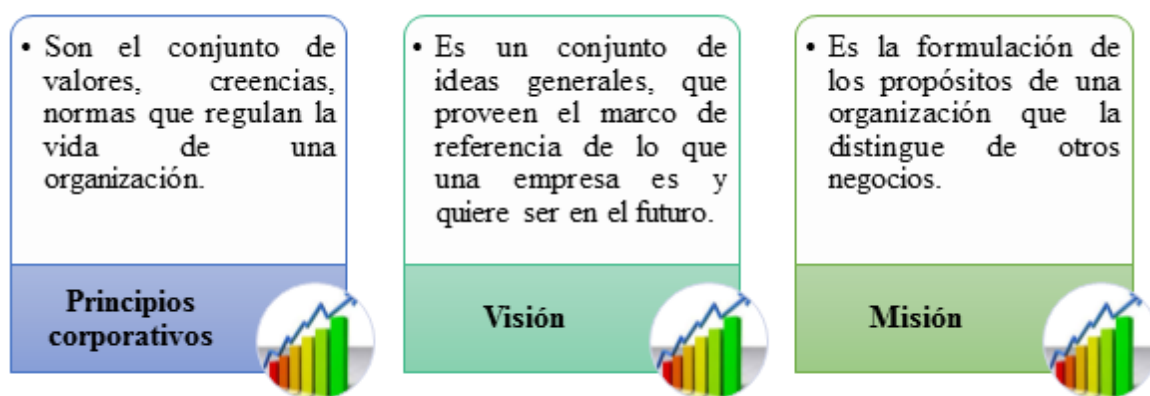 • Son el conjunto de
valores, creencias,
normas que regulan la
vida de una
organización.
Principios
corporativos
• Es un conjunto de
ideas generales, que
proveen el marco de
referencia de lo que
una empresa es y
quiere ser en el futuro.
Visión
• Es la formulación de
los propósitos de una
organización que la
distingue de otros
negocios.
Misión